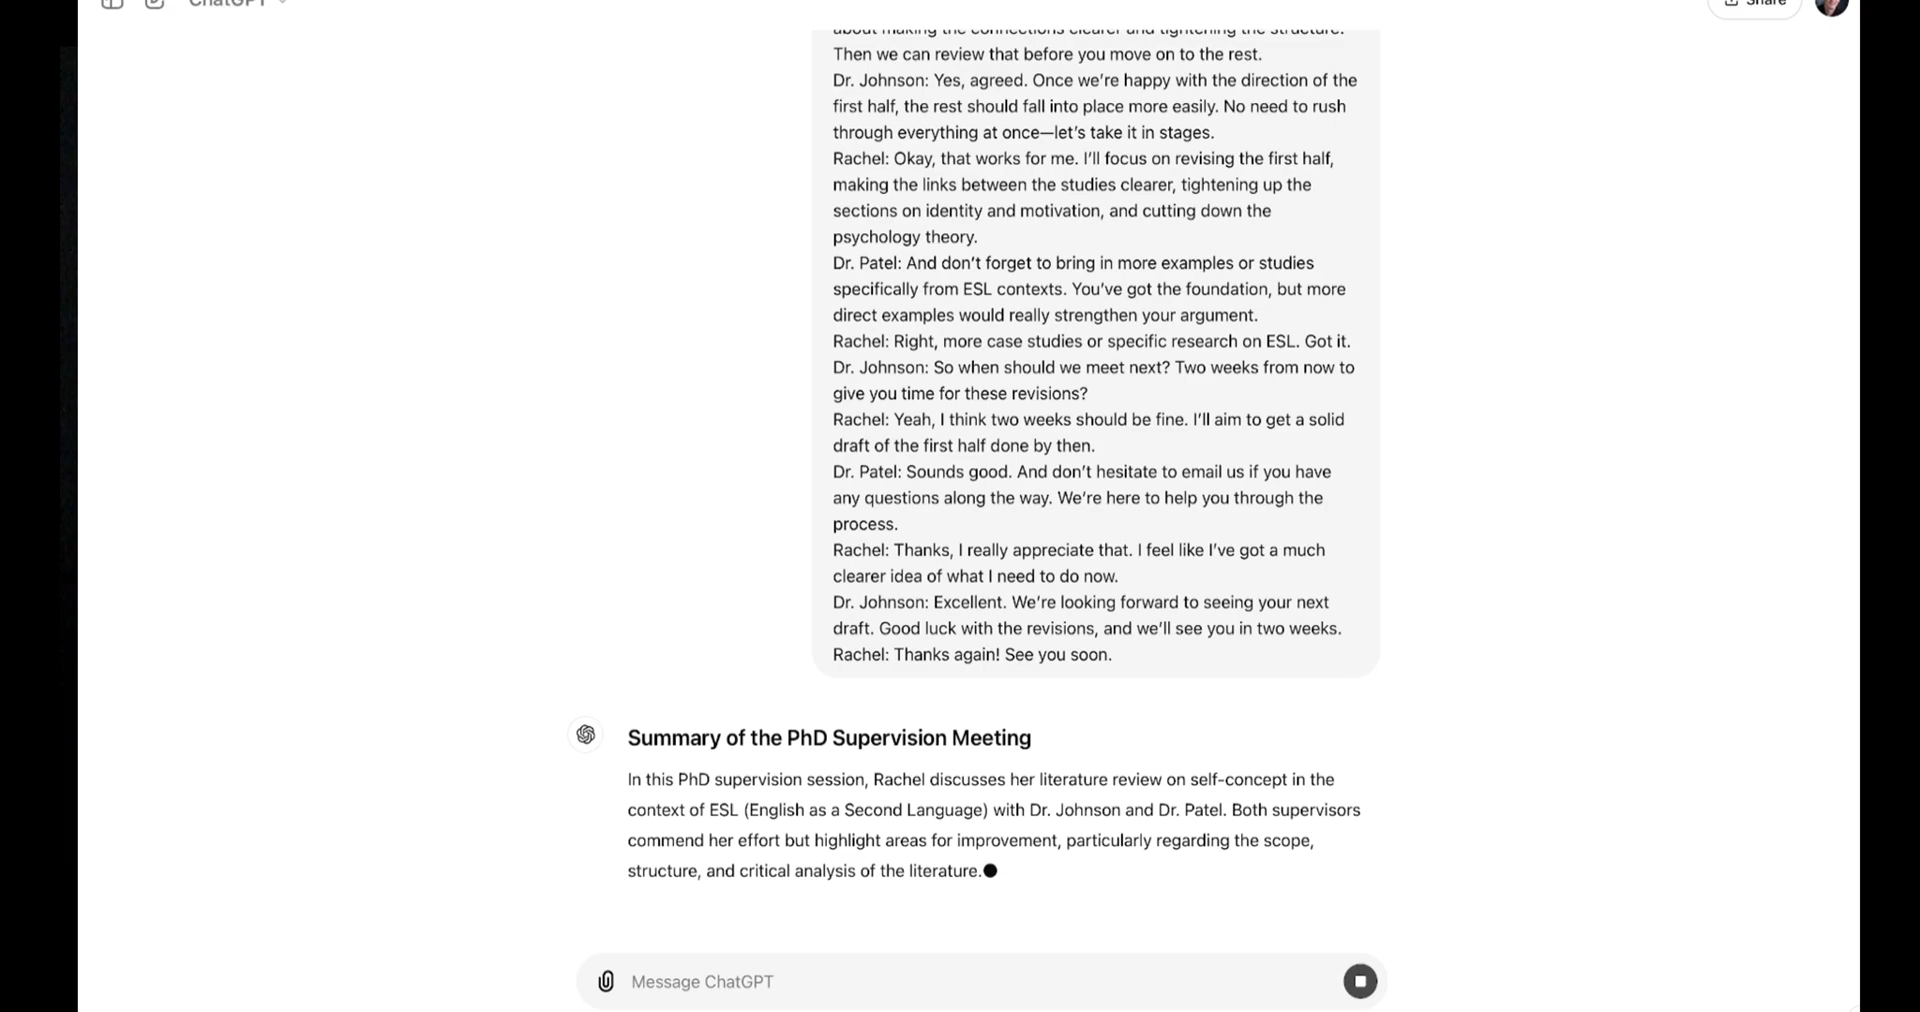 ChatGPT
Share
about making the connections clearer and tightening the structure.
Then we can review that before you move on to the rest.
Dr. Johnson: Yes, agreed. Once we're happy with the direction of the
first half, the rest should fall into place more easily. No need to rush
through everything at once—let's take it in stages.
Rachel: Okay, that works for me. I'll focus on revising the first half,
making the links between the studies clearer, tightening up the
sections on identity and motivation, and cutting down the
psychology theory.
Dr. Patel: And don't forget to bring in more examples or studies
specifically from ESL contexts. You've got the foundation, but more
direct examples would really strengthen your argument.
Rachel: Right, more case studies or specific research on ESL. Got it.
Dr. Johnson: So when should we meet next? Two weeks from now to
give you time for these revisions?
Rachel: Yeah, I think two weeks should be fine. I'll aim to get a solid
draft of the first half done by then.
Dr. Patel: Sounds good. And don't hesitate to email us if you have
any questions along the way. We're here to help you through the
process.
Rachel: Thanks, I really appreciate that. I feel like I've got a much
clearer idea of what I need to do now.
Dr. Johnson: Excellent. We're looking forward to seeing your next
draft. Good luck with the revisions, and we'll see you in two weeks.
Rachel: Thanks again! See you soon.
Summary of the PhD Supervision Meeting
In this PhD supervision session, Rachel discusses her literature review on self-concept in the
context of ESL (English as a Second Language) with Dr. Johnson and Dr. Patel. Both supervisors
commend her effort but highlight areas for improvement, particularly regarding the scope,
structure, and critical analysis of the literature.
Message ChatGPT